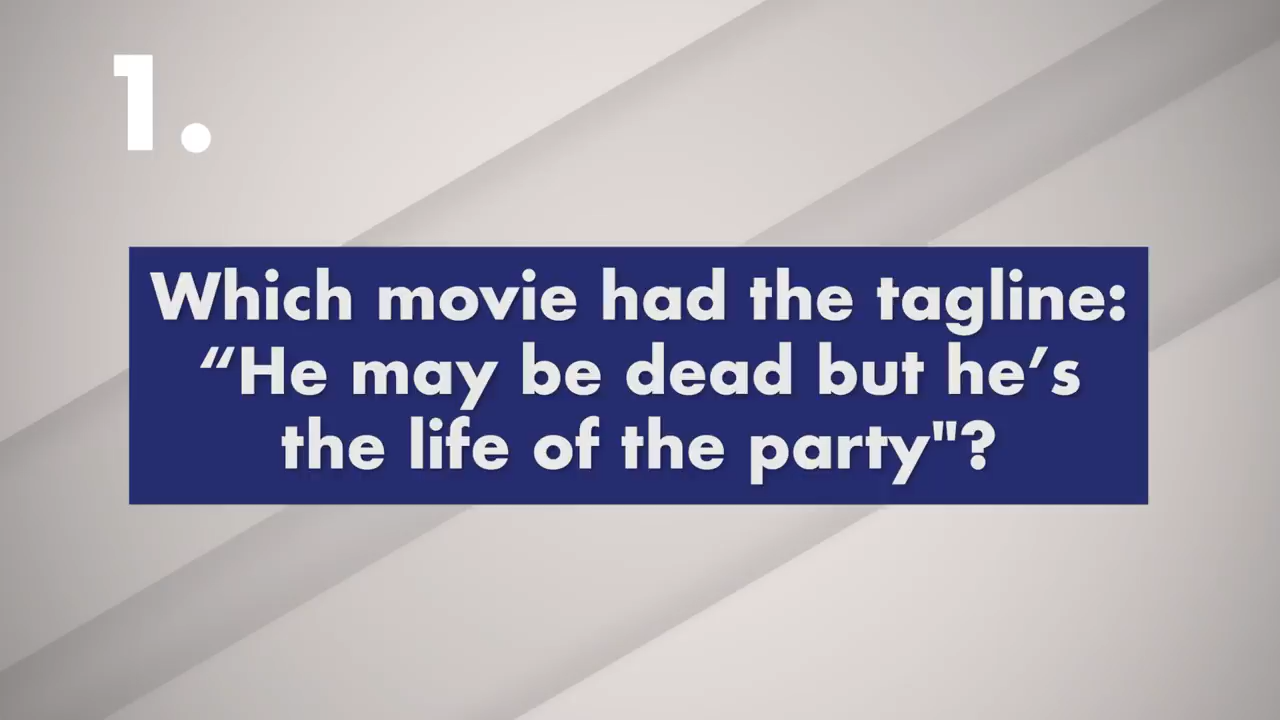 1.
Which movie had the tagline:
“He may be dead but he’s
the life of the party"?